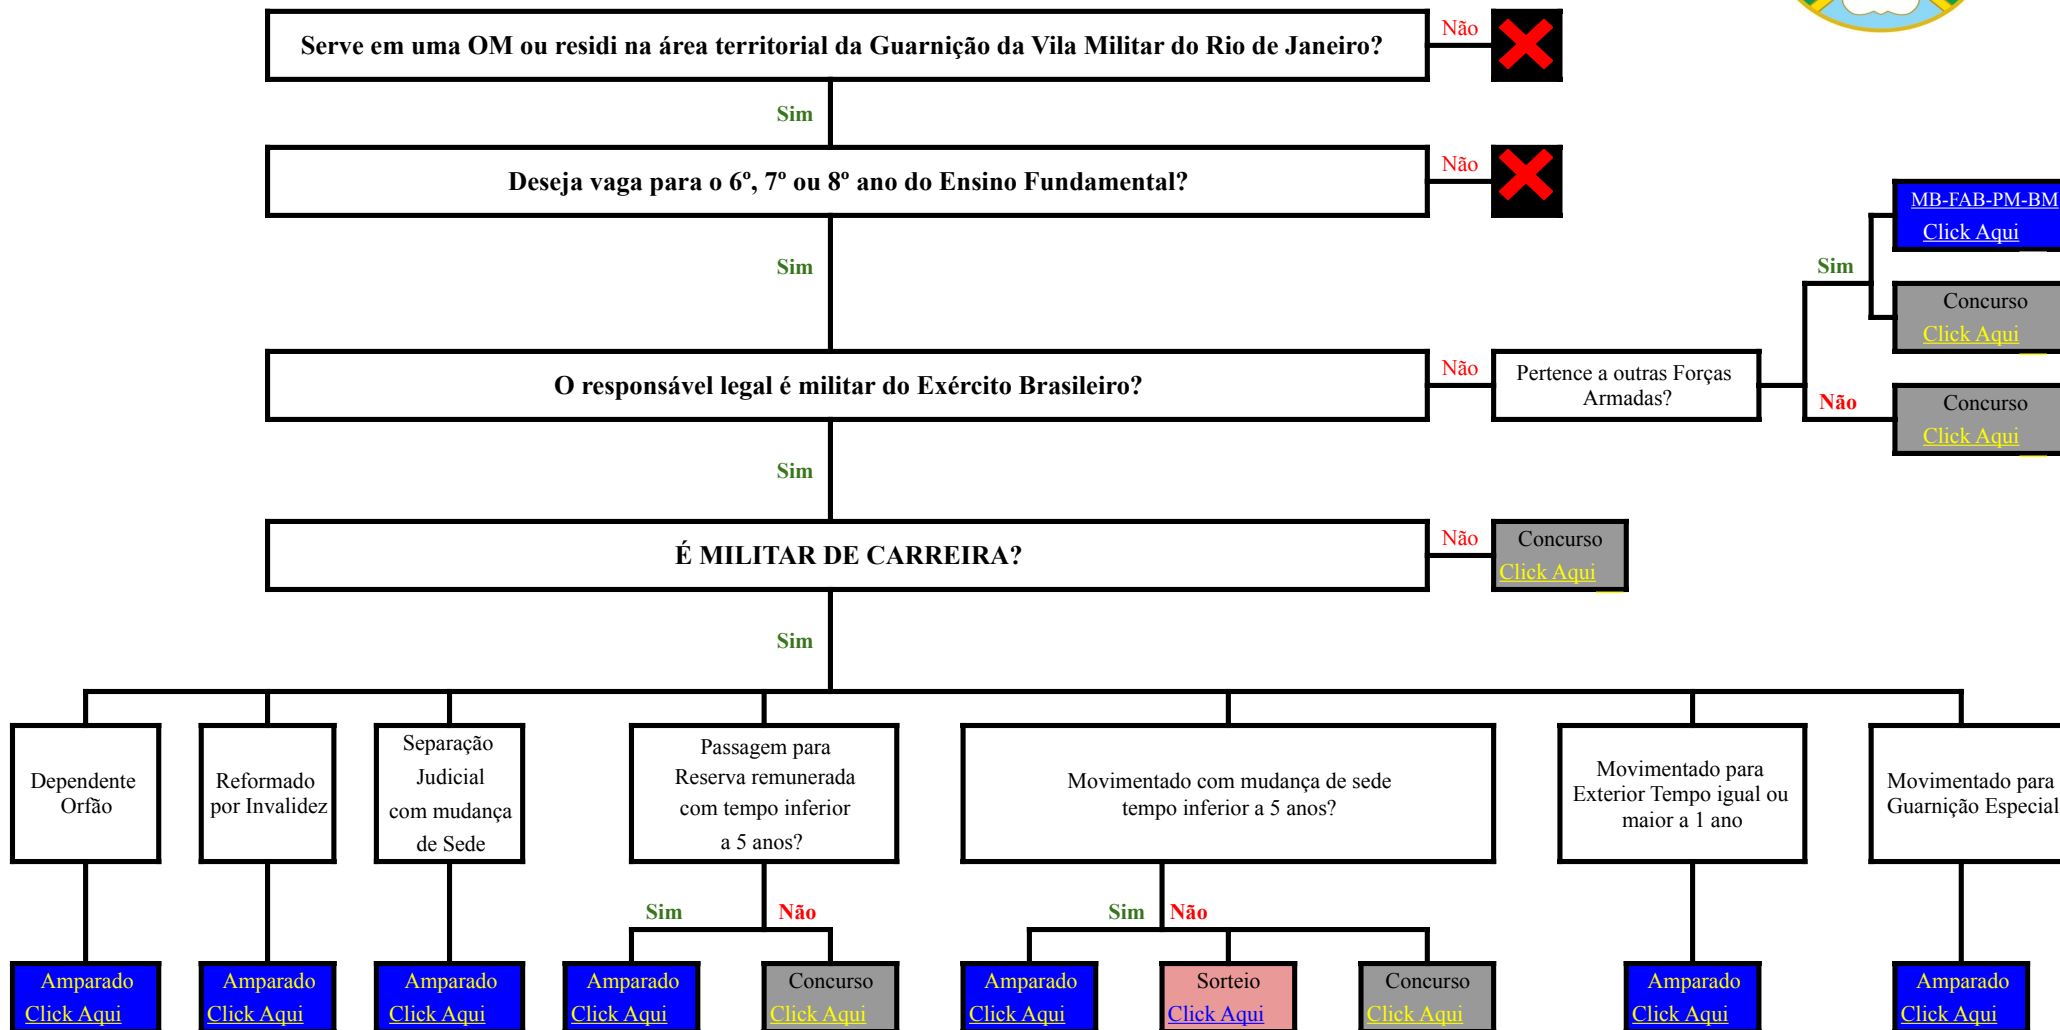 Serve em uma OM ou residi na área territorial da Guarnição da Vila Militar do Rio de Janeiro?
Não
Sim
Deseja vaga para o 6º, 7º ou 8º ano do Ensino Fundamental?
Não
Sim
O responsável legal é militar do Exército Brasileiro?
Não
Pertence a outras Forças
Armadas?
Sim
MB-FAB-PM-BM
Click Aqui
Concurso
Click Aqui
Não
Concurso
Click Aqui
Sim
É MILITAR DE CARREIRA?
Não
Concurso
Click Aqui
Sim
Dependente
Orfão
Reformado
por Invalidez
Separação
Judicial
com mudança
de Sede
Passagem para
Reserva remunerada
com tempo inferior
a 5 anos?
Movimentado com mudança de sede
tempo inferior a 5 anos?
Movimentado para
Exterior Tempo igual ou
maior a 1 ano
Movimentado para
Guarnição Especial
Sim
Não
Sim
Não
Amparado
Click Aqui
Amparado
Click Aqui
Amparado
Click Aqui
Amparado
Click Aqui
Concurso
Click Aqui
Amparado
Click Aqui
Sorteio
Click Aqui
Concurso
Click Aqui
Amparado
Click Aqui
Amparado
Click Aqui